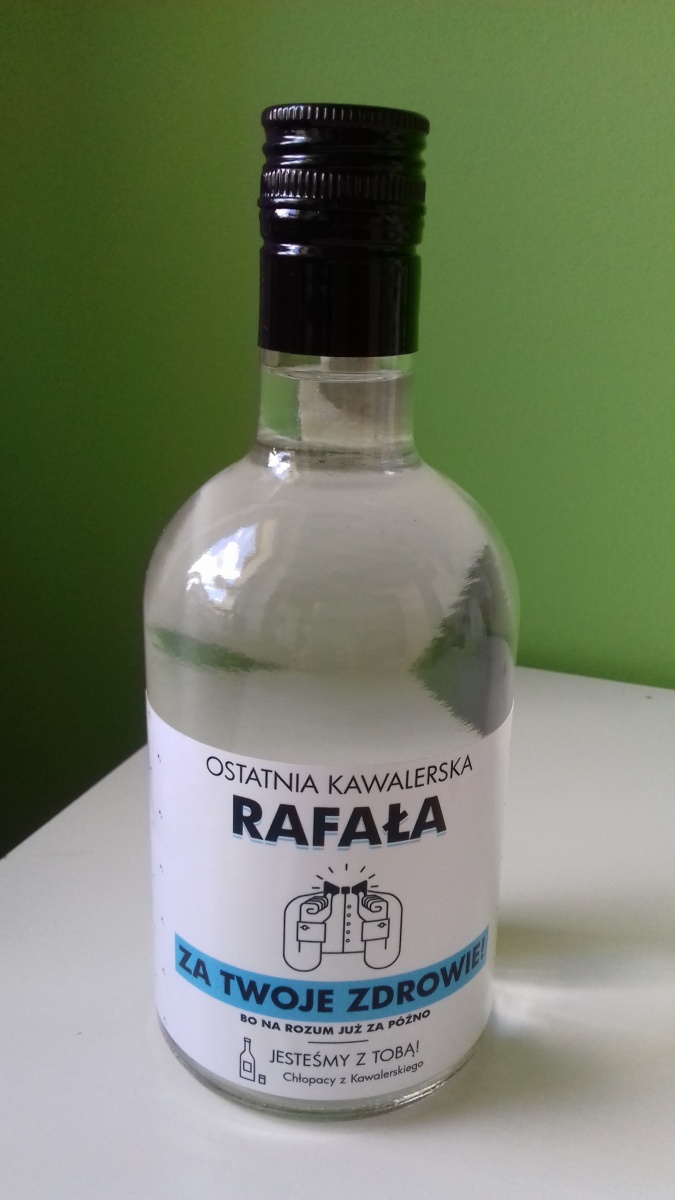 OSTATNIA KAWALERSKA
RAFAŁA
ZA TWOJE ZDROWIE!
BO NA ROZUM JUŻ ZA PÓŹNO
JESTEŚMY Z TOBĄ!
Chłopacy z Kawalerskiego